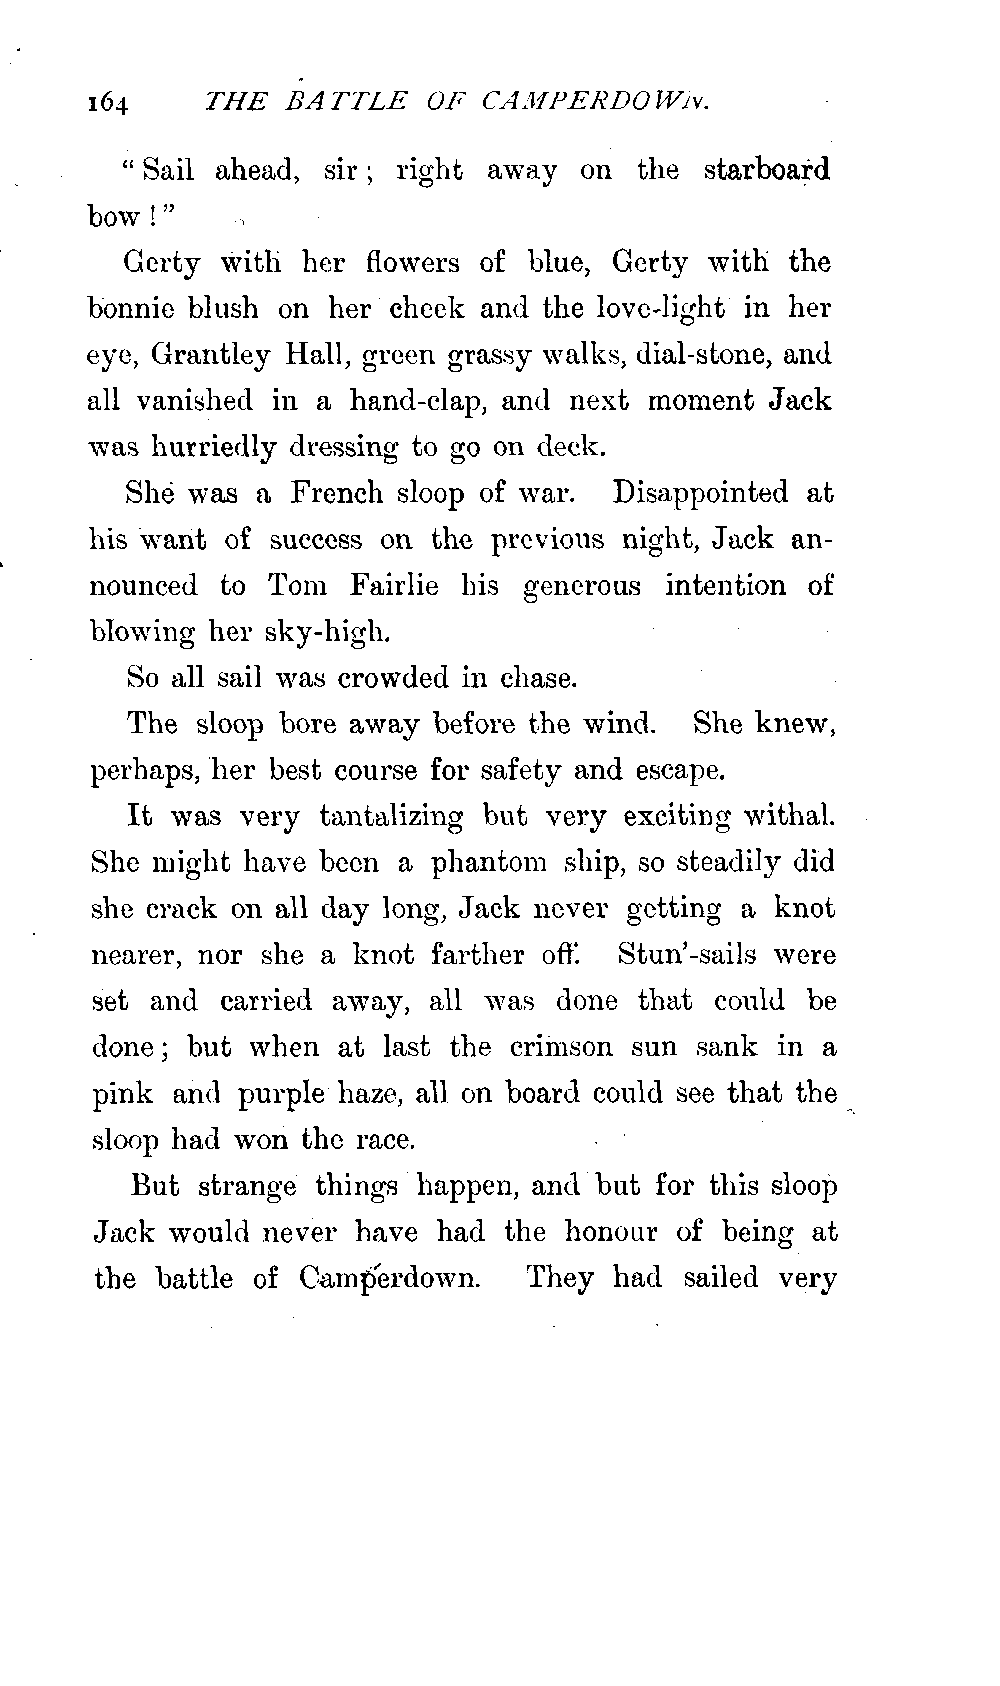 164 THE BATTLE OF CAMPERDOWN.
“Sail ahead, sir; right away on the starboard
bow!”
Gerty with her flowers of blue, Gerty with the
bonnie blush on her cheek and the love-light in her
eye, Grantley Hall, green grassy walks, dial-stone, and
all vanished in a hand-clap, and next moment Jack
was hurriedly dressing to go on deck.
She was a French sloop of war. Disappointed at
his want of success on the previous night, Jack an-
nounced to Tom Fairlie his generous intention of
blowing her sky-high.
So all sail was crowded in chase.
The sloop bore away before the wind. She knew,
perhaps, her best course for safety and escape.
It was very tantalizing but very exciting withal.
She might have been a phantom ship, so steadily did
she crack on all day long, Jack never getting a knot
nearer, nor she a knot farther off. Stun’-sails were
set and carried away, all was done that could be
done; but when at last the crimson sun sank in a
pink and purple haze, all on board could see that the
sloop had won the race.
But strange things happen, and but for this sloop
Jack would never have had the honour of being at
the battle of Camperdown. They had sailed very